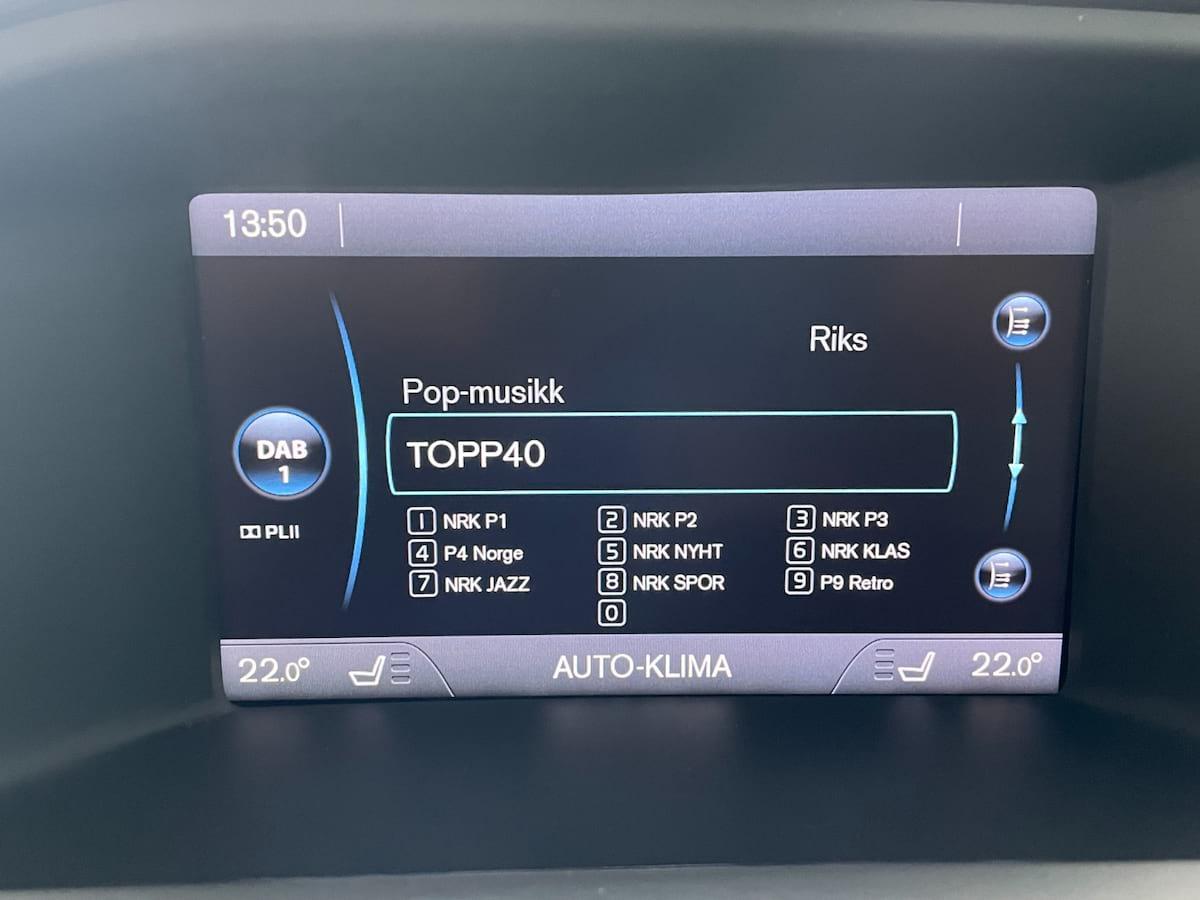 13:50
Riks
Pop-musikk
TOPP40
DAB
1
PLII
1 NRK P1 2 NRK P2 3 NRK P3
4 P4 Norge 5 NRK NYHT 6 NRK KLAS
7 NRK JAZZ 8 NRK SPOR 9 P9 Retro
0
22.0° AUTO-KLIMA 22.0°